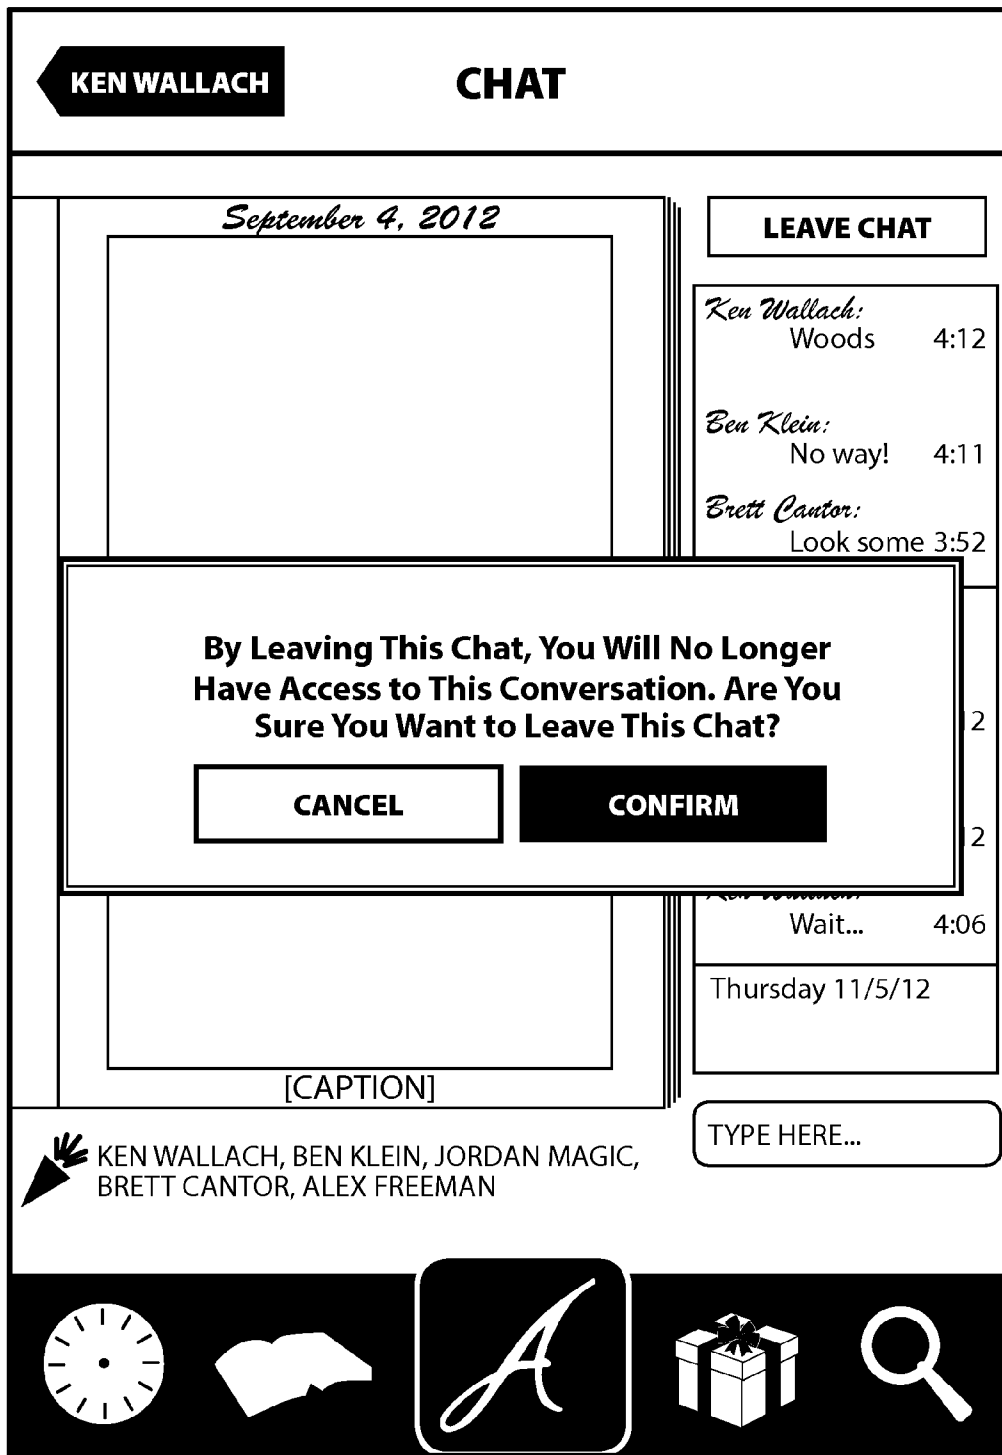 KEN WALLACH
CHAT
September 4, 2012
LEAVE CHAT
Ken Wallach:
Woods 4:12
Ben Klein:
No way! 4:11
Brett Cantor:
Look some 3:52
By Leaving This Chat, You Will No Longer
Have Access to This Conversation. Are You
Sure You Want to Leave This Chat?
CANCEL
CONFIRM
12
12
Wait... 4:06
Thursday 11/5/12
[CAPTION]
TYPE HERE...
KEN WALLACH, BEN KLEIN, JORDAN MAGIC,
BRETT CANTOR, ALEX FREEMAN
A